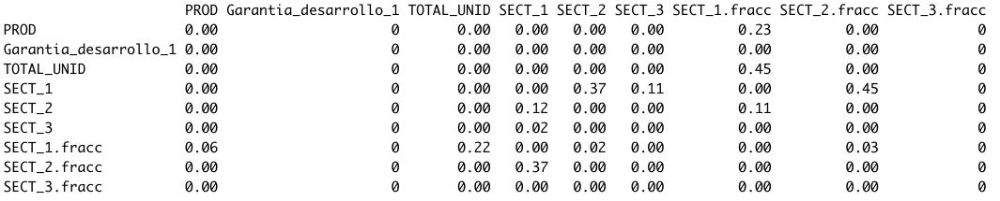 PROD Garantia_desarrollo_1 TOTAL_UNID SECT_1 SECT_2 SECT_3 SECT_1.fracc SECT_2.fracc SECT_3.fracc
PROD 0.00 0 0.00 0.00 0.00 0.00 0.23 0.00 0
Garantia_desarrollo_1 0.00 0 0.00 0.00 0.00 0.00 0.00 0.00 0
TOTAL_UNID 0.00 0 0.00 0.00 0.00 0.00 0.45 0.00 0
SECT_1 0.00 0 0.00 0.00 0.37 0.11 0.00 0.45 0
SECT_2 0.00 0 0.00 0.12 0.00 0.00 0.11 0.00 0
SECT_3 0.00 0 0.00 0.02 0.00 0.00 0.00 0.00 0
SECT_1.fracc 0.06 0 0.22 0.00 0.02 0.00 0.00 0.03 0
SECT_2.fracc 0.00 0 0.00 0.37 0.00 0.00 0.00 0.00 0
SECT_3.fracc 0.00 0 0.00 0.00 0.00 0.00 0.00 0.00 0